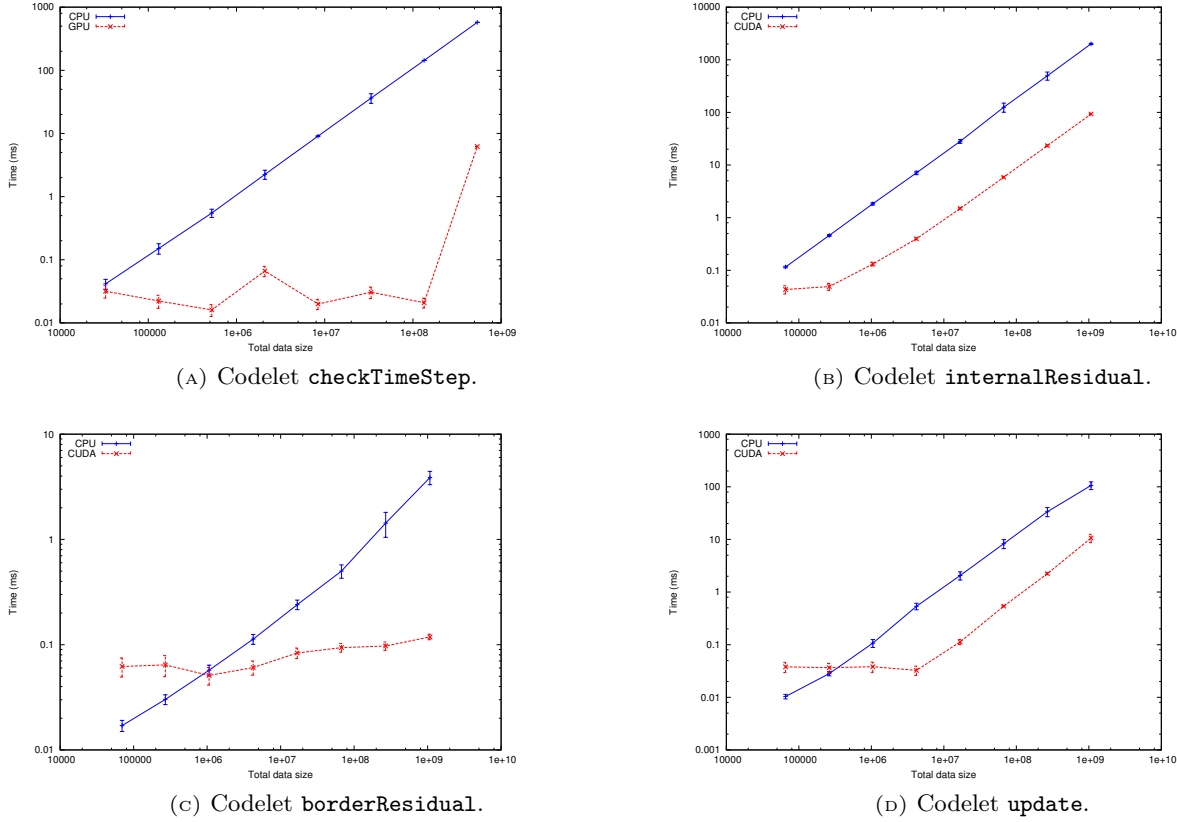 1000
100
10
1
0.1
0.01
Time (ms)
CPU
GPU
10000 100000 1e+06 1e+07 1e+08 1e+09
Total data size
(A) Codelet checkTimeStep.
10000
1000
100
10
1
0.1
0.01
Time (ms)
CPU
CUDA
10000 100000 1e+06 1e+07 1e+08 1e+09 1e+10
Total data size
(B) Codelet internalResidual.
10
1
0.1
0.01
Time (ms)
CPU
CUDA
10000 100000 1e+06 1e+07 1e+08 1e+09 1e+10
Total data size
(C) Codelet borderResidual.
1000
100
10
1
0.1
0.01
0.001
Time (ms)
CPU
CUDA
10000 100000 1e+06 1e+07 1e+08 1e+09 1e+10
Total data size
(D) Codelet update.